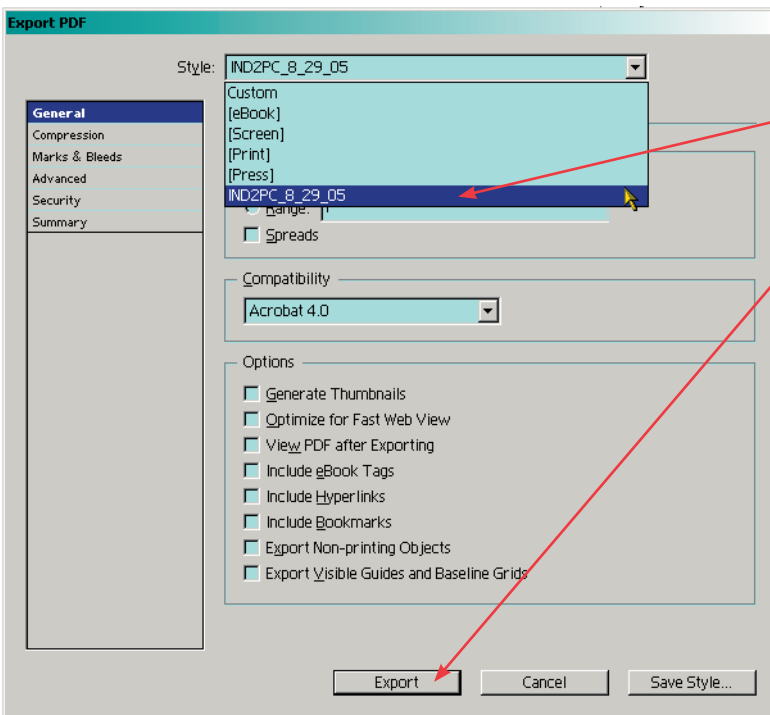 Export PDF
Style: IND2PC_8_29_05
Custom
[eBook]
[Screen]
[Print]
[Press]
IND2PC_8_29_05
General
Compression
Marks & Bleeds
Advanced
Security
Summary
Range:
Spreads
Compatibility
Acrobat 4.0
Options
Generate Thumbnails
Optimize for Fast Web View
View PDF after Exporting
Include eBook Tags
Include Hyperlinks
Include Bookmarks
Export Non-printing Objects
Export Visible Guides and Baseline Grids
Export Cancel Save Style...